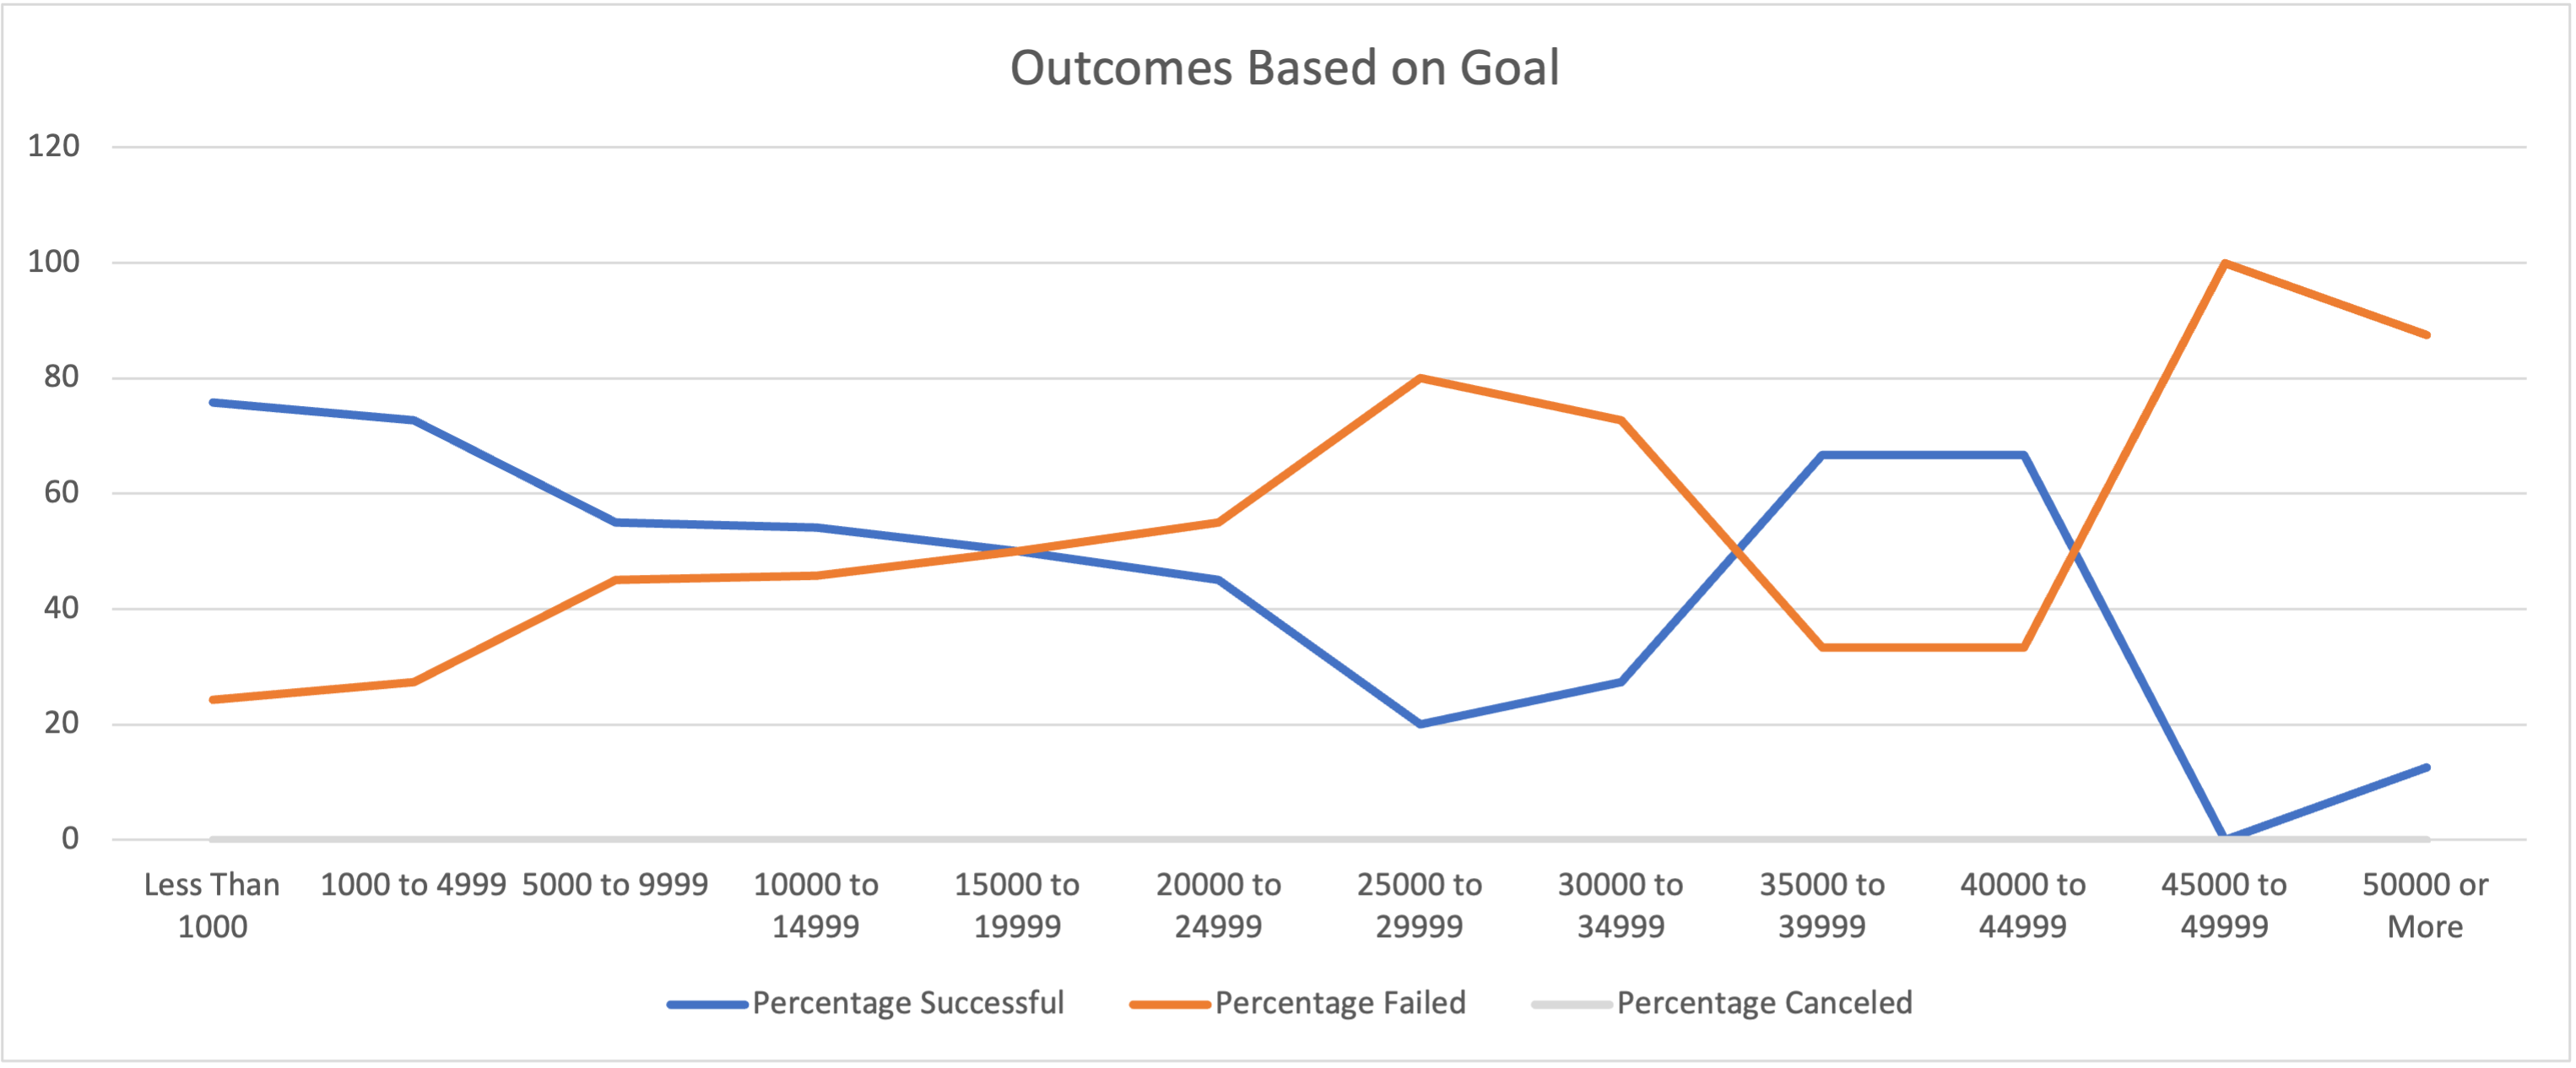 Outcomes Based on Goal
120
100
80
60
40
20
0
Less Than 1000
1000 to 4999
5000 to 9999
10000 to 14999
15000 to 19999
20000 to 24999
25000 to 29999
30000 to 34999
35000 to 39999
40000 to 44999
45000 to 49999
50000 or More
Percentage Successful
Percentage Failed
Percentage Canceled